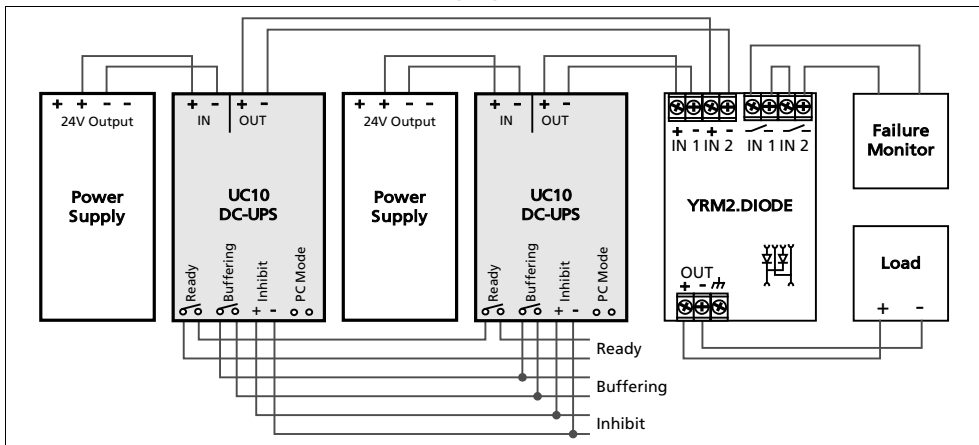 + + - -
24V Output
Power
Supply
+ - + -
IN OUT
UC10
DC-UPS
Ready
Buffering
Inhibit
PC Mode
+ -
+ + - -
24V Output
Power
Supply
+ - + -
IN OUT
UC10
DC-UPS
Ready
Buffering
Inhibit
PC Mode
+ -
+ - + -
IN 1 IN 2 IN 1 IN 2
YRM2.DIODE
OUT
+ -
Failure
Monitor
Load
+ -
Ready
Buffering
Inhibit